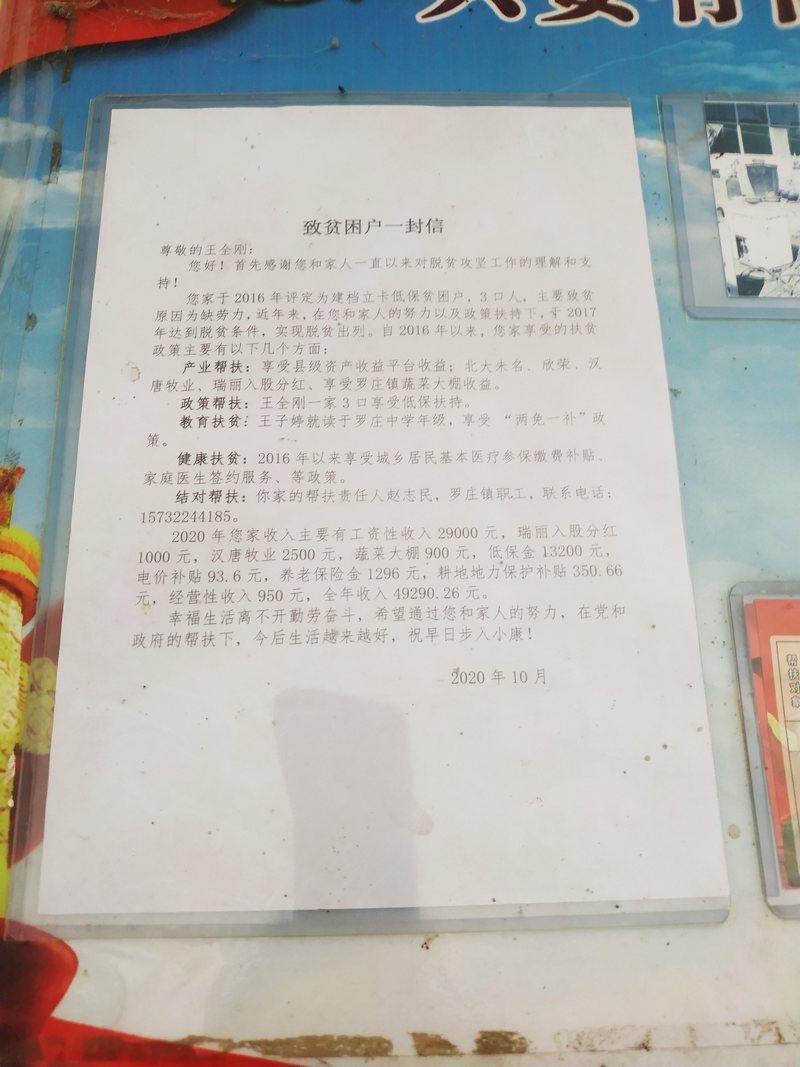 致贫困户一封信
尊敬的王全刚：
您好！首先感谢您和家人一直以来对脱贫攻坚工作的理解和支
持！
您家于2016年评定为建档立卡低保贫困户，3口人，主要致贫
原因为缺劳力，近年来，在您和家人的努力以及政策扶持下，于2017
年达到脱贫条件，实现脱贫出列。自2016年以来，您家享受的扶贫
政策主要有以下几个方面；
产业帮扶：享受县级资产收益平台收益；北大未名、欣荣、汉
唐牧业、瑞丽入股分红、享受罗庄镇蔬菜大棚收益。
政策帮扶：王全刚一家3口享受低保扶持。
教育扶贫：王子婷就读于罗庄中学年级，享受 “两免一补”政
策。
健康扶贫：2016年以来享受城乡居民基本医疗参保缴费补贴、
家庭医生签约服务、等政策。
结对帮扶：你家的帮扶责任人赵志民，罗庄镇职工，联系电话；
15732244185。
2020年您家收入主要有工资性收入29000元，瑞丽入股分红
1000元，汉唐牧业2500元，蔬菜大棚900元，低保金13200元，
电价补贴93.6元，养老保险金1296元，耕地地力保护补贴350.66
元，经营性收入950元，全年收入49290.26元。
幸福生活离不开勤劳奋斗，希望通过您和家人的努力，在党和
政府的帮扶下，今后生活越来越好，祝早日步入小康！
2020年10月
帮扶对象